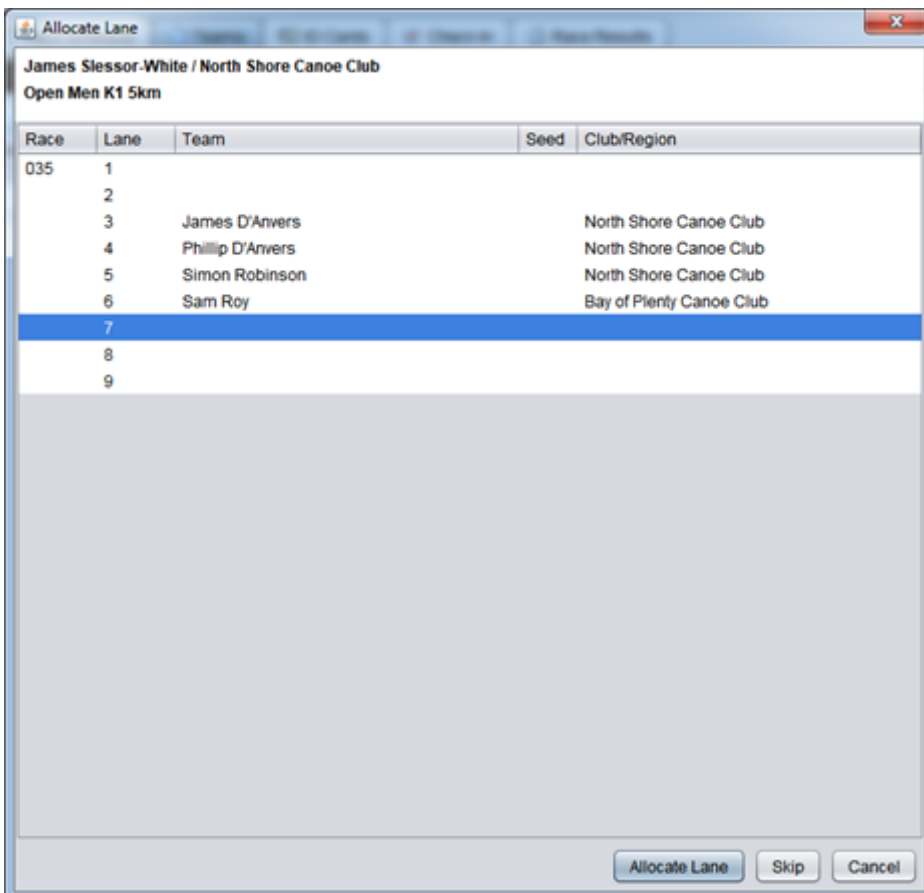 Allocate Lane
James Slessor-White / North Shore Canoe Club
Open Men K1 5km
Race Lane Team Seed Club/Region
035 1
2
3 James D'Anvers North Shore Canoe Club
4 Phillip D'Anvers North Shore Canoe Club
5 Simon Robinson North Shore Canoe Club
6 Sam Roy Bay of Plenty Canoe Club
7
8
9
Allocate Lane Skip Cancel